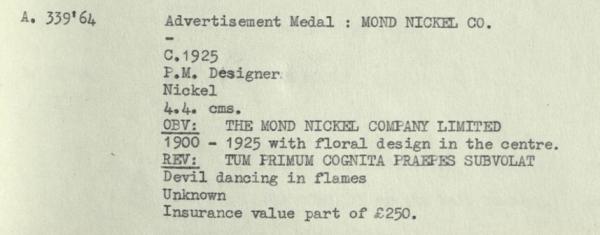 A. 339'64 Advertisement Medal : MOND NICKEL CO.
-
C.1925
P.M. Designer
Nickel
4.4. cms.
OBV: THE MOND NICKEL COMPANY LIMITED
1900 - 1925 with floral design in the centre.
REV: TUM PRIMUM COGNITA PRAEPES SUBVOLAT
Devil dancing in flames
Unknown
Insurance value part of £250.